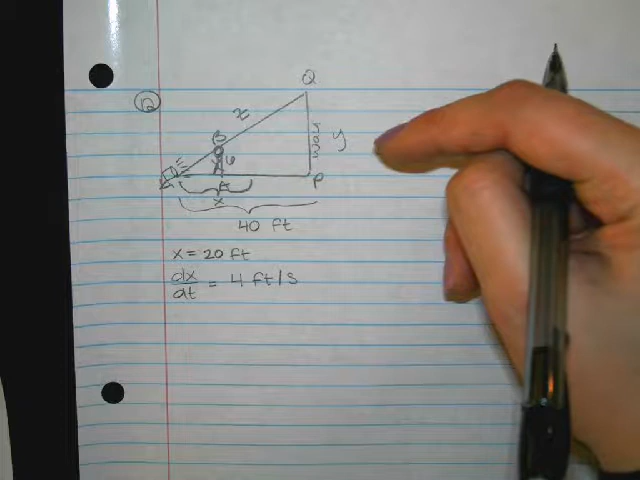 Q
z
B
6
y
P
x
40 ft
x = 20 ft
dx/dt = 4 ft/s